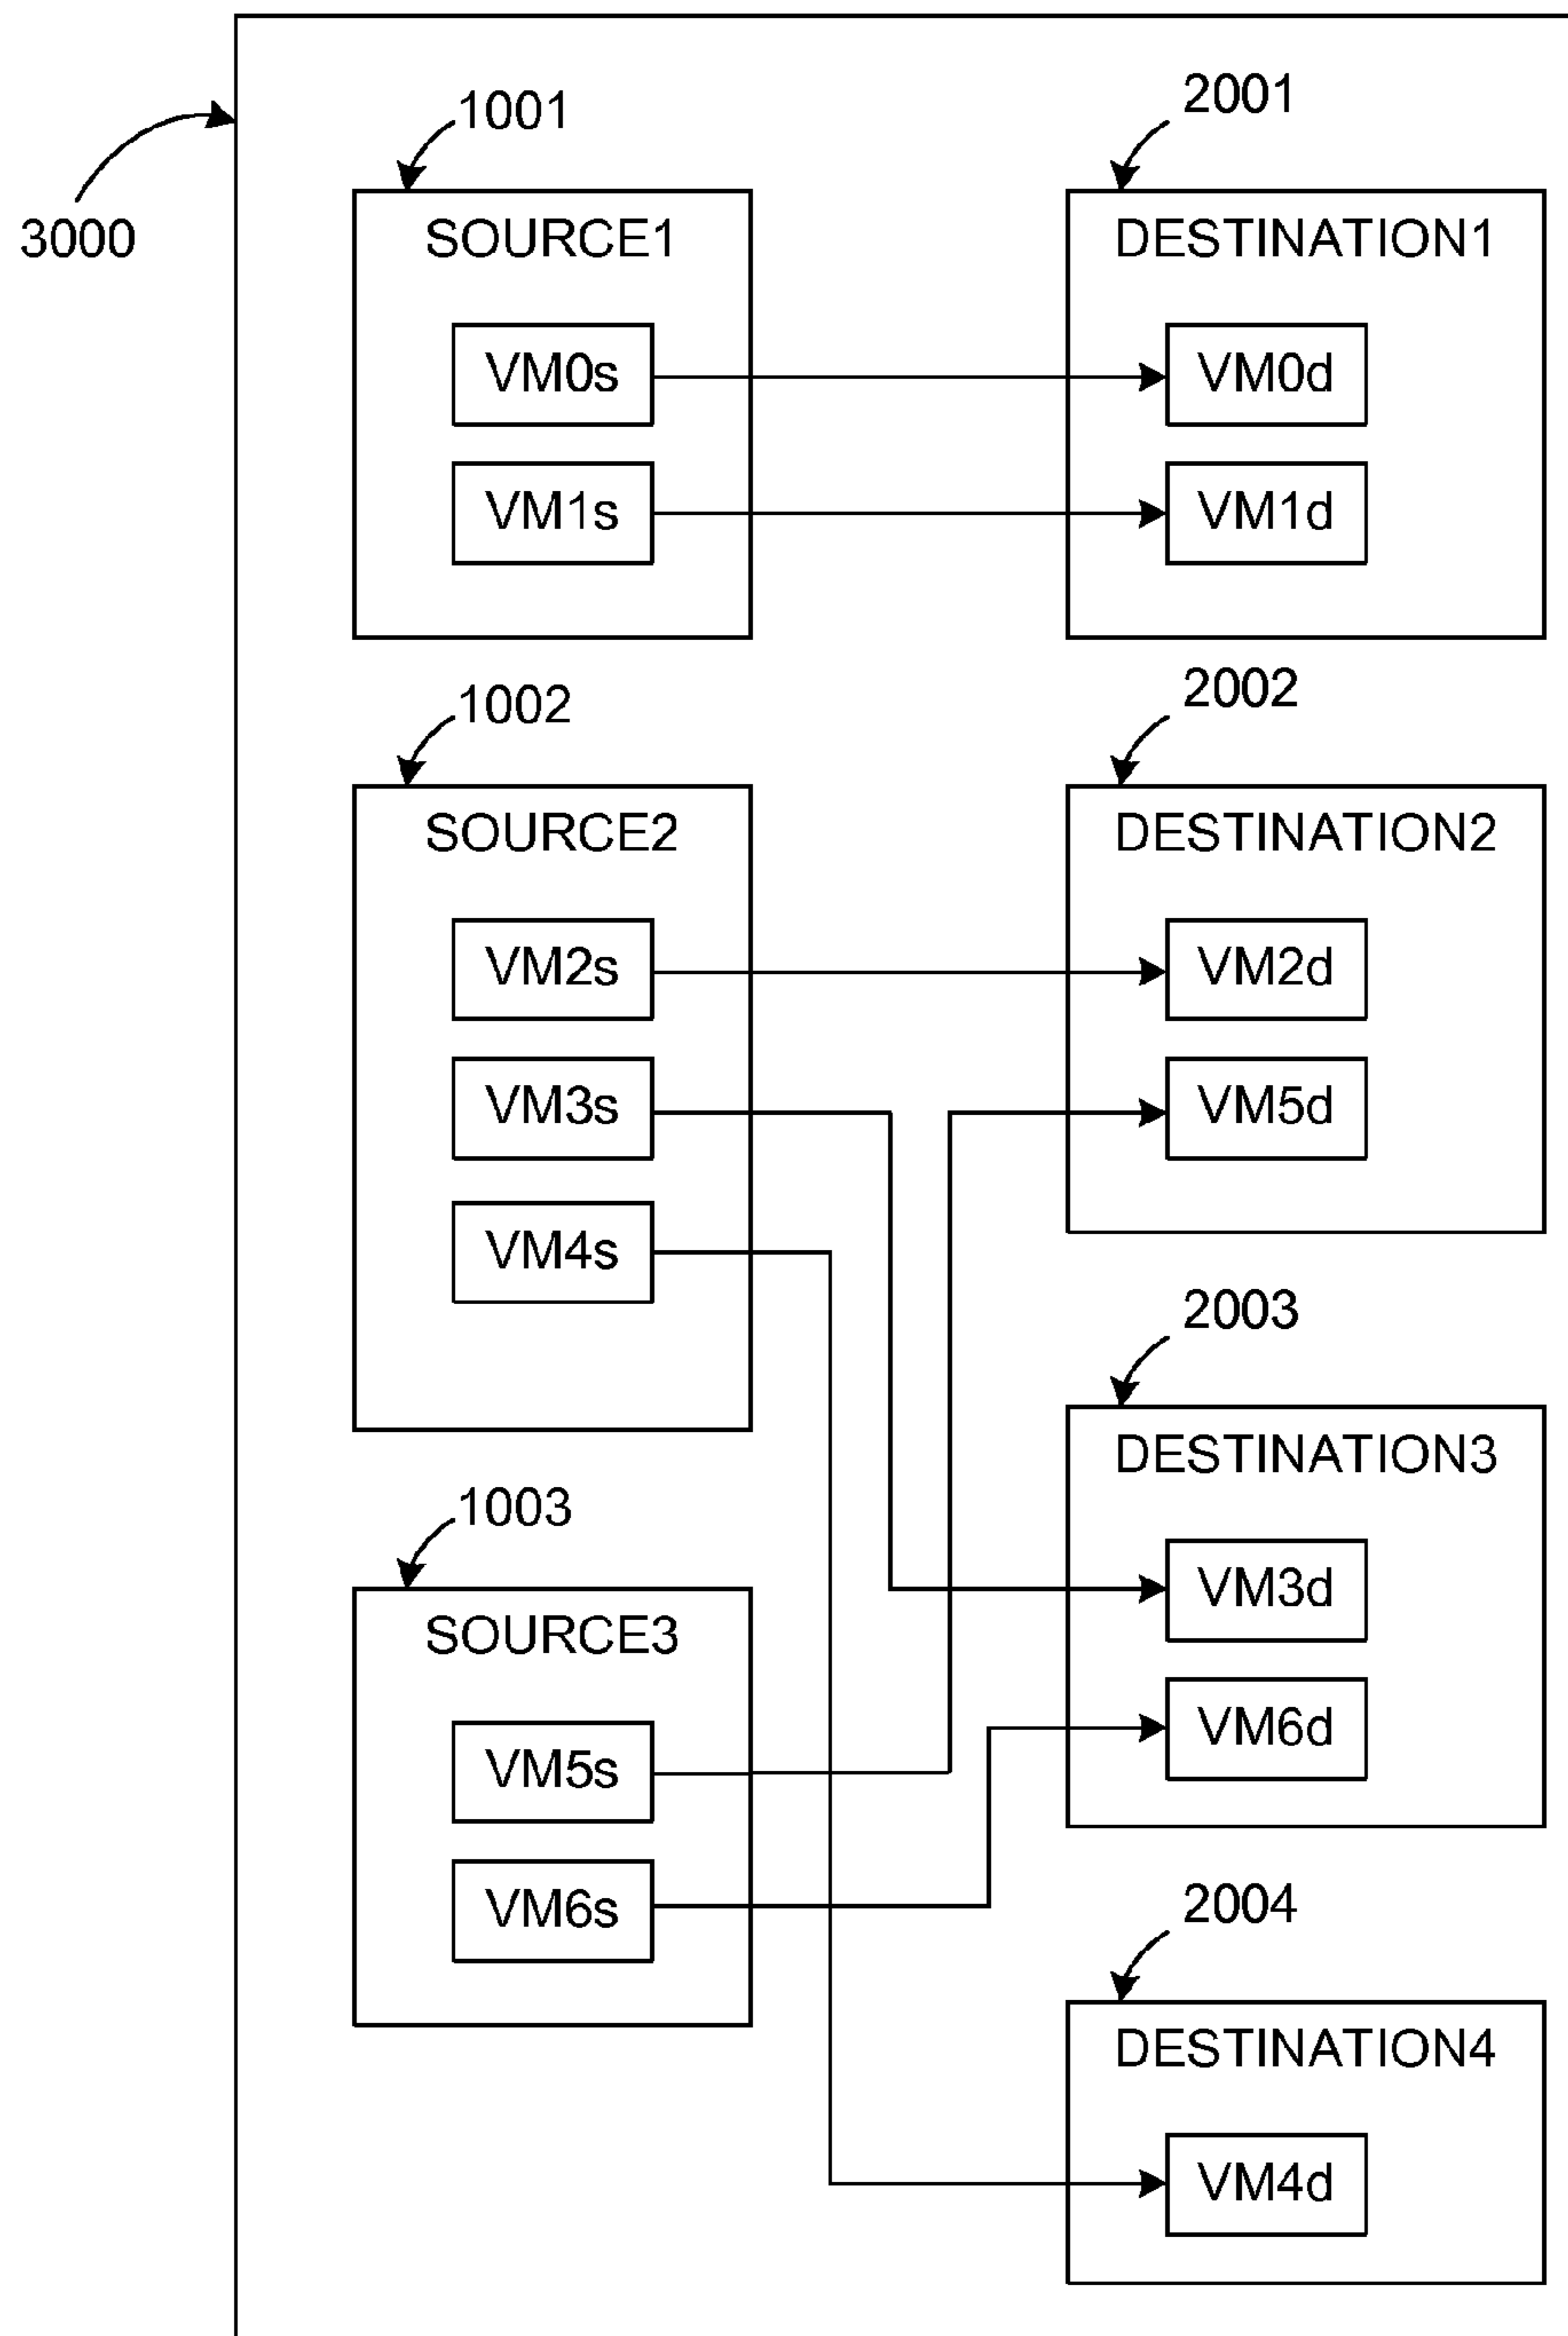 3000
1001
SOURCE1
VM0s
VM1s
2001
DESTINATION1
VM0d
VM1d
1002
SOURCE2
VM2s
VM3s
VM4s
2002
DESTINATION2
VM2d
VM5d
1003
SOURCE3
VM5s
VM6s
2003
DESTINATION3
VM3d
VM6d
2004
DESTINATION4
VM4d